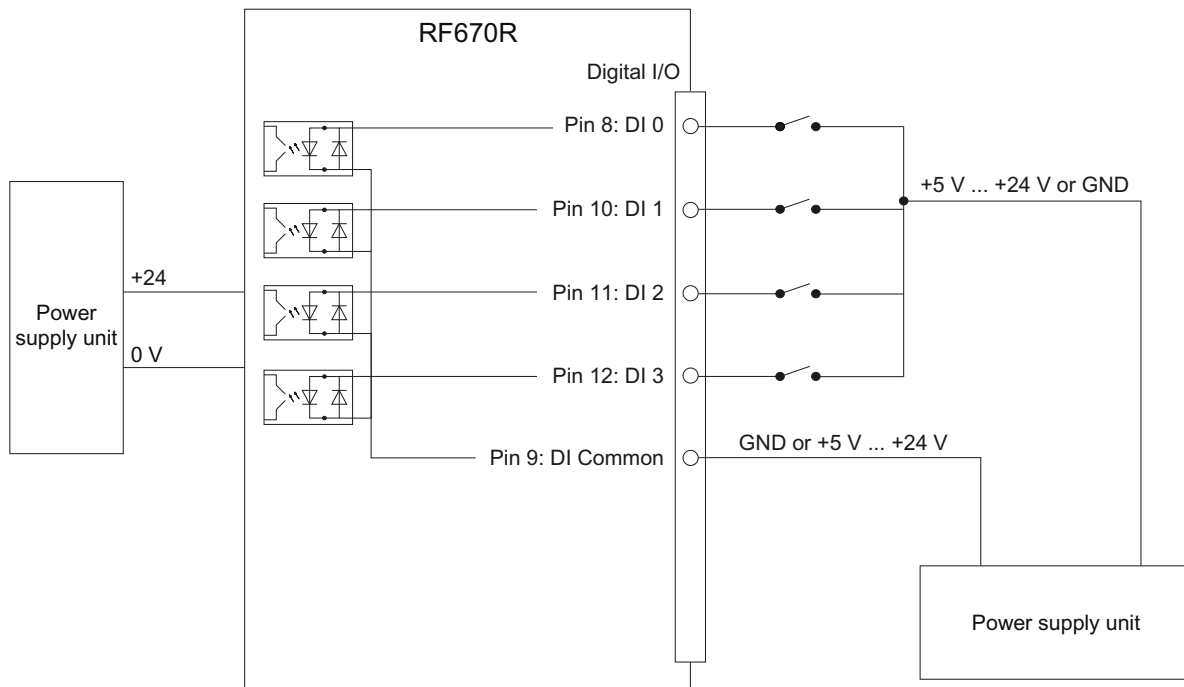 RF670R
Digital I/O
Pin 8: DI 0
+5 V ... +24 V or GND
Pin 10: DI 1
+24
Pin 11: DI 2
Power
supply unit
0 V
Pin 12: DI 3
GND or +5 V ... +24 V
Pin 9: DI Common
Power supply unit